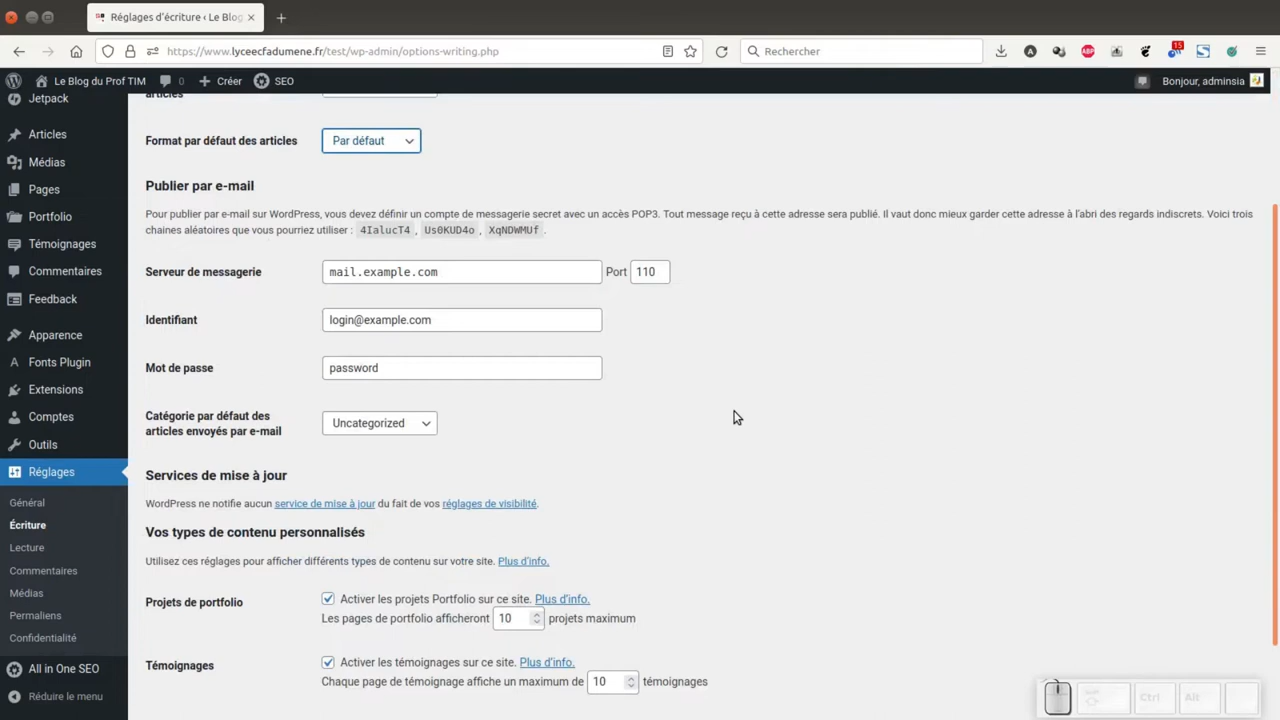 Réglages d'écriture ‹ Le Blog
https://www.lyceecfadumene.fr/test/wp-admin/options-writing.php
Rechercher
15
ABP
Le Blog du Prof TIM
0
Créer
SEO
Bonjour, adminsia
Jetpack
Articles
Médias
Pages
Portfolio
Témoignages
Commentaires
Feedback
Apparence
Fonts Plugin
Extensions
Comptes
Outils
Réglages
Général
Écriture
Lecture
Commentaires
Médias
Permaliens
Confidentialité
All in One SEO
Réduire le menu
articles
Format par défaut des articles
Par défaut
Publier par e-mail
Pour publier par e-mail sur WordPress, vous devez définir un compte de messagerie secret avec un accès POP3. Tout message reçu à cette adresse sera publié. Il vaut donc mieux garder cette adresse à l'abri des regards indiscrets. Voici trois
chaines aléatoires que vous pourriez utiliser : 4IalucT4 , Us0KUD4o , XqNDWMUf .
Serveur de messagerie
mail.example.com
Port 110
Identifiant
login@example.com
Mot de passe
password
Catégorie par défaut des
articles envoyés par e-mail
Uncategorized
Services de mise à jour
WordPress ne notifie aucun service de mise à jour du fait de vos réglages de visibilité.
Vos types de contenu personnalisés
Utilisez ces réglages pour afficher différents types de contenu sur votre site. Plus d'info.
Projets de portfolio
Activer les projets Portfolio sur ce site. Plus d'info.
Les pages de portfolio afficheront 10 projets maximum
Témoignages
Activer les témoignages sur ce site. Plus d'info.
Chaque page de témoignage affiche un maximum de 10 témoignages
Ctrl
Alt